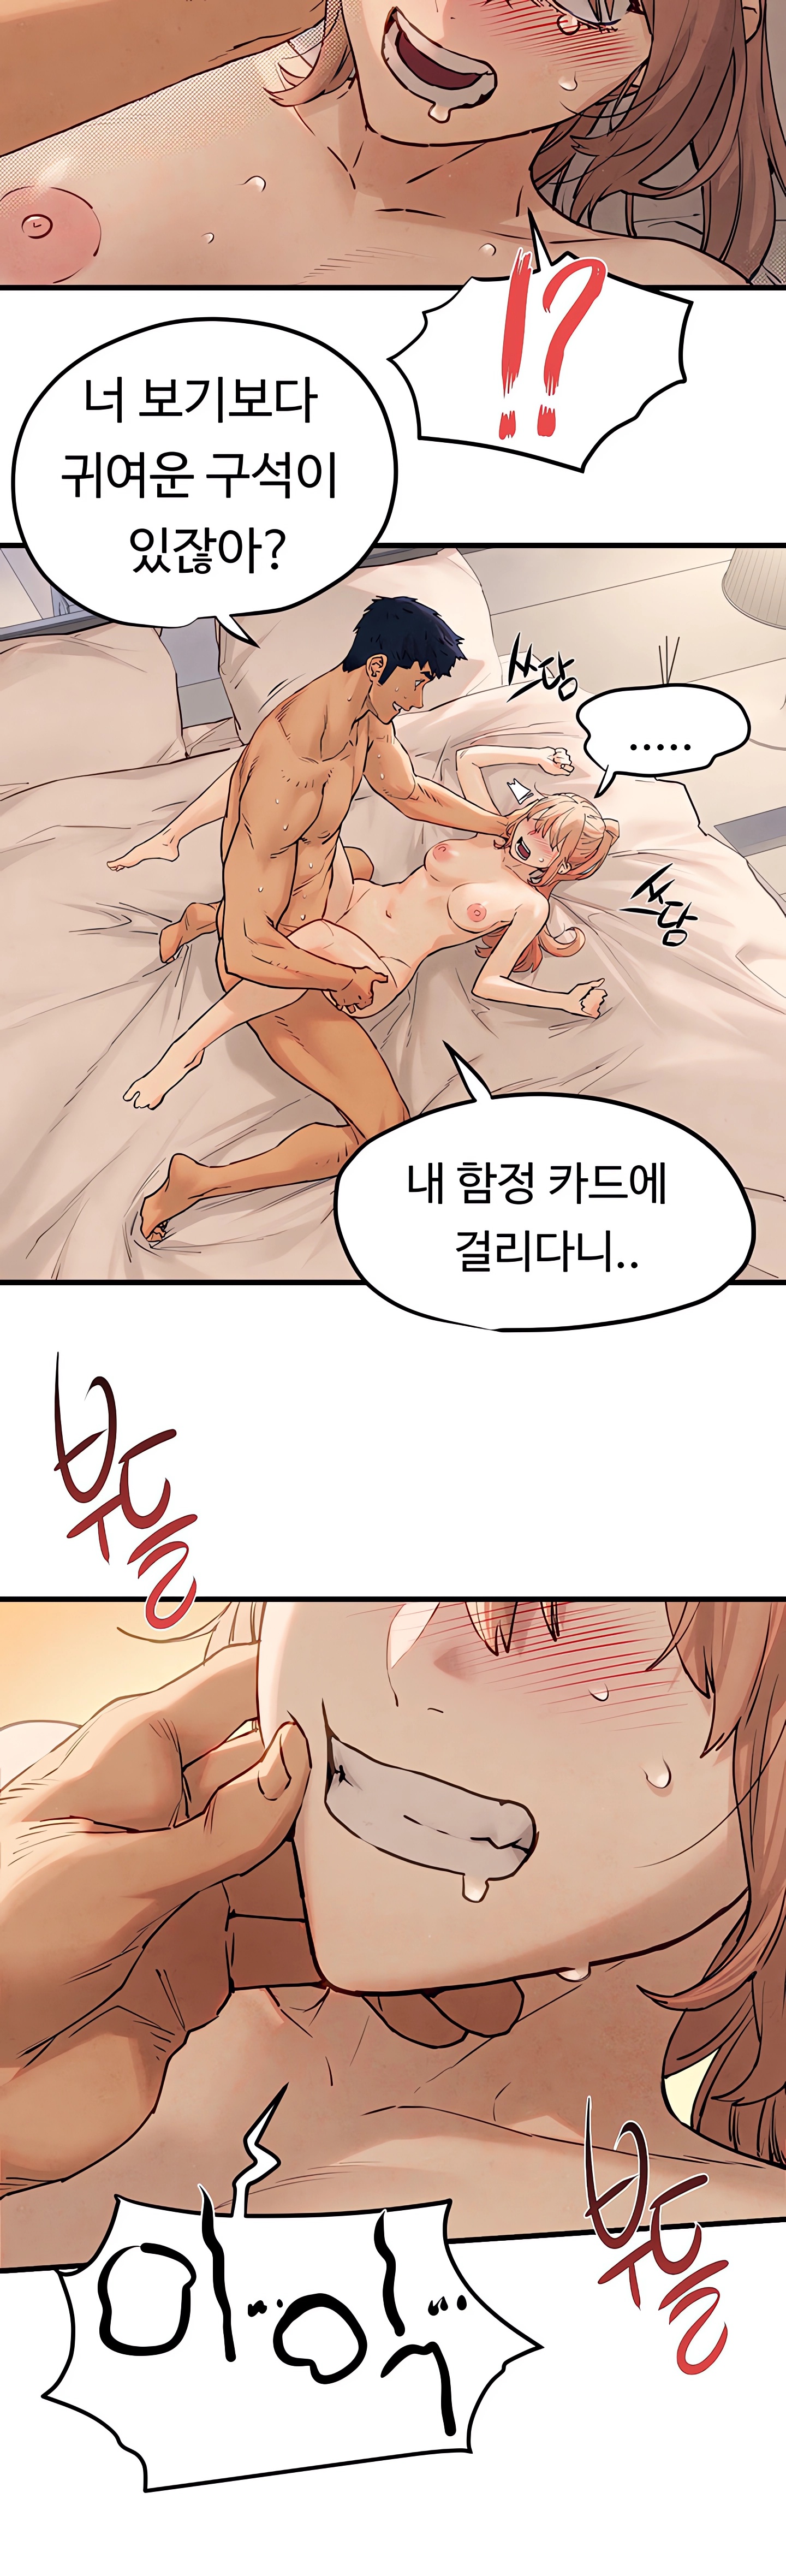 !?
너 보기보다
귀여운 구석이
있잖아?
쓰담
.....
쓰담
내 함정 카드에
걸리다니..
부들
이...익...
부들